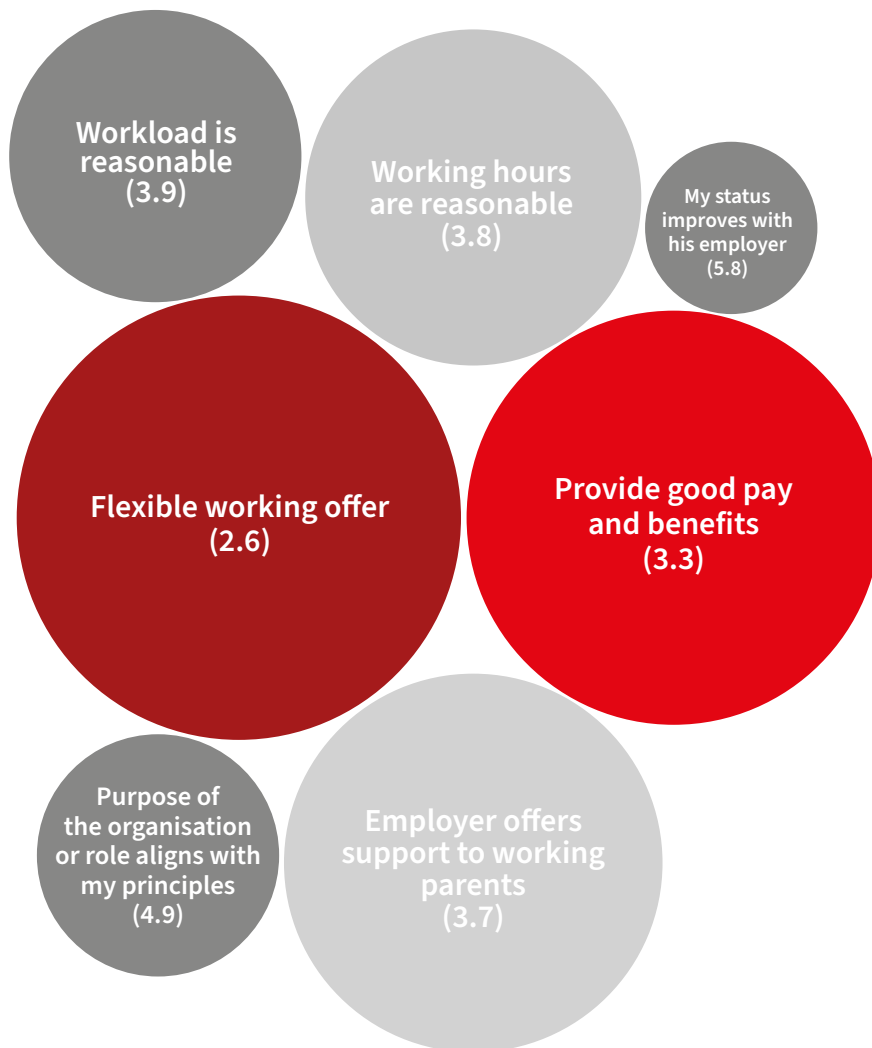 Workload is
reasonable
(3.9)
Working hours
are reasonable
(3.8)
My status
improves with
his employer
(5.8)
Flexible working offer
(2.6)
Provide good pay
and benefits
(3.3)
Purpose of
the organisation
or role aligns with
my principles
(4.9)
Employer offers
support to working
parents
(3.7)